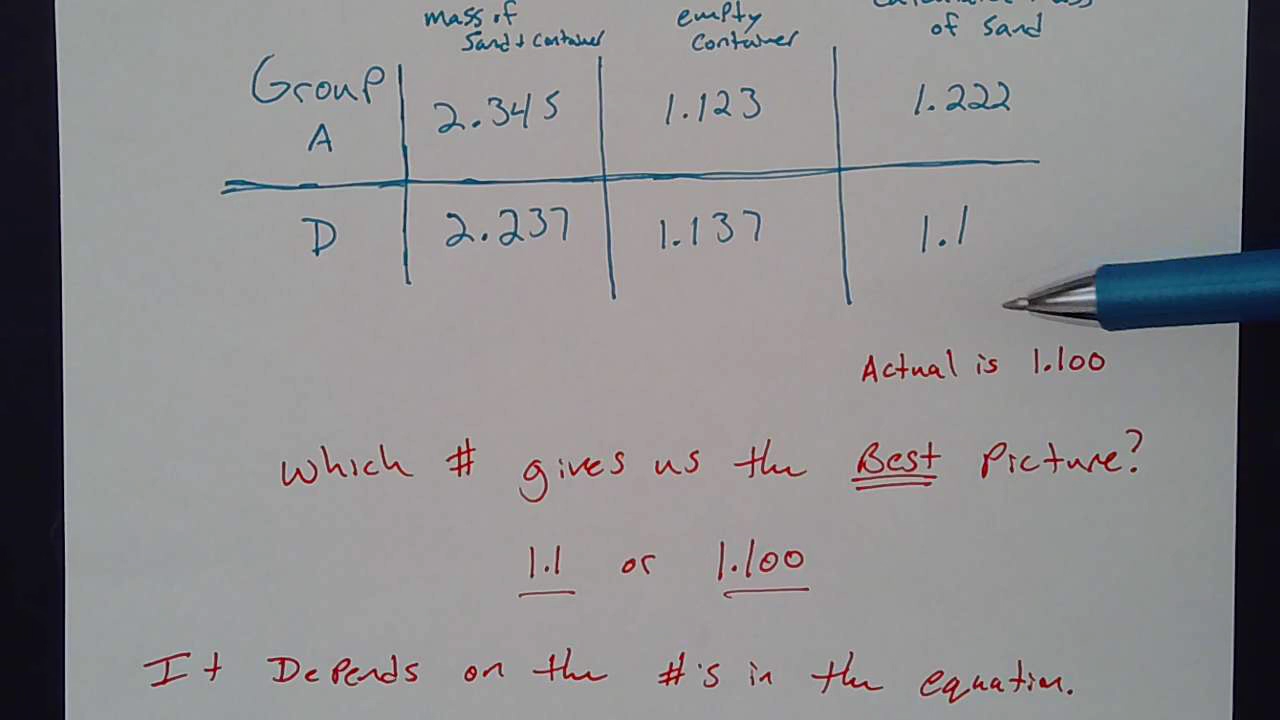 mass of empty
Sand + Container Container of Sand
Group A 2.345 1.123 1.222
D 2.237 1.137 1.1
Actual is 1.100
Which # gives us the Best Picture?
1.1 or 1.100
It Depends on the #'s in the equation.